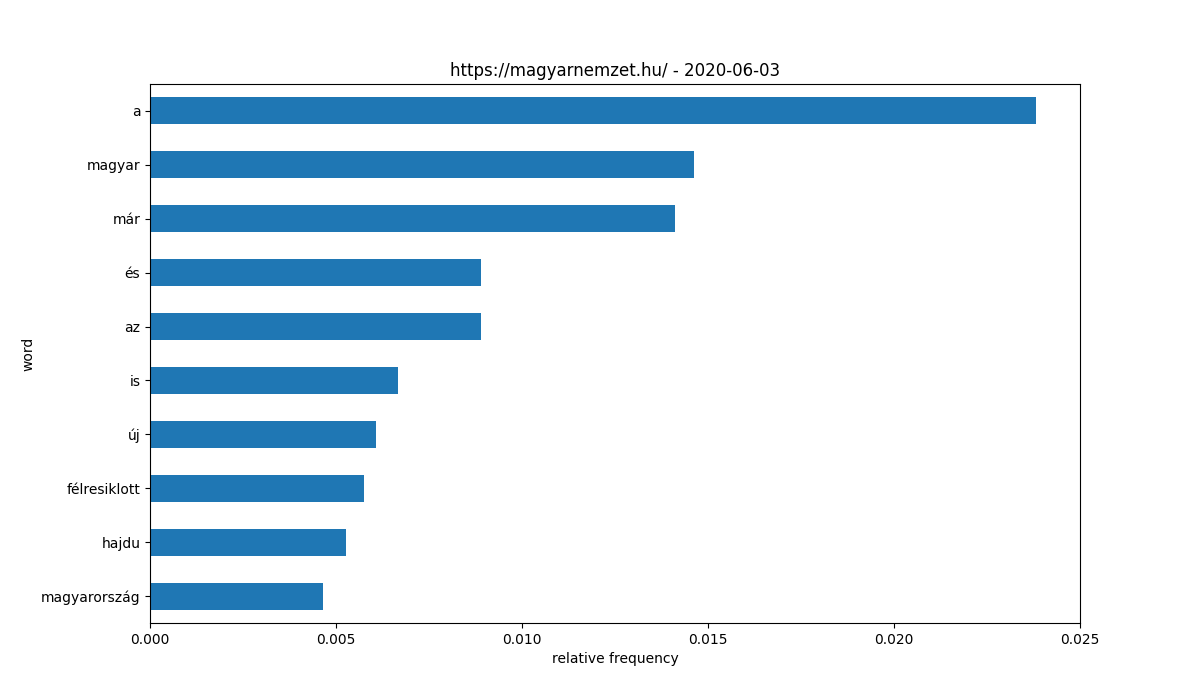 https://magyarnemzet.hu/ - 2020-06-03
a
magyar
már
és
az
is
új
félresiklott
hajdu
magyarország
word
0.000 0.005 0.010 0.015 0.020 0.025
relative frequency